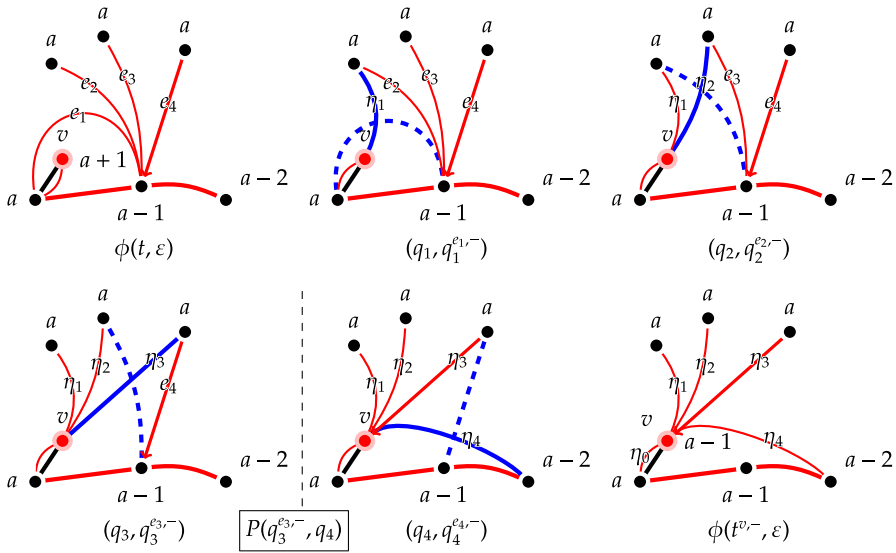 a
a
a
e₁
e₂
e₃
e₄
v
a + 1
a
a − 1
a − 2
ϕ(t, ε)
a
a
a
η₁
e₂
e₃
e₄
v
a
a − 1
a − 2
(q₁, q₁^{e₁,−})
a
a
a
η₁
η₂
e₃
e₄
v
a
a − 1
a − 2
(q₂, q₂^{e₂,−})
a
a
a
η₁
η₂
η₃
e₄
v
a
a − 1
a − 2
(q₃, q₃^{e₃,−})
P(q₃^{e₃,−}, q₄)
a
a
a
η₁
η₂
η₃
η₄
v
a
a − 1
a − 2
(q₄, q₄^{e₄,−})
a
a
a
η₁
η₂
η₃
η₄
v
a − 1
η₀
a
a − 1
a − 2
ϕ(t^{v,−}, ε)